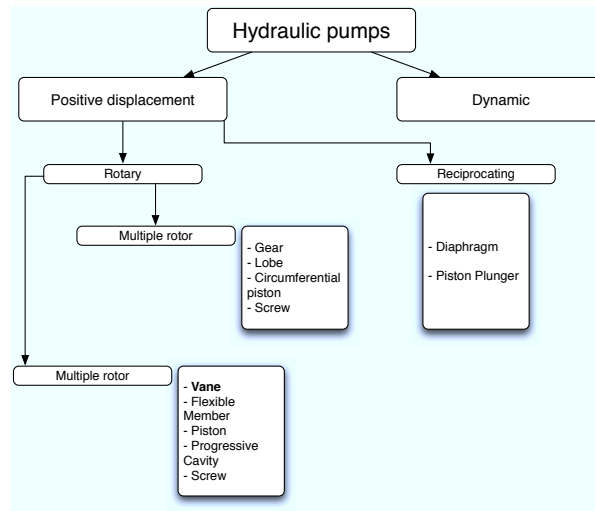 Hydraulic pumps
Positive displacement
Dynamic
Rotary
Reciprocating
Multiple rotor
- Gear
- Lobe
- Circumferential
piston
- Screw
- Diaphragm
- Piston Plunger
Multiple rotor
- Vane
- Flexible
Member
- Piston
- Progressive
Cavity
- Screw